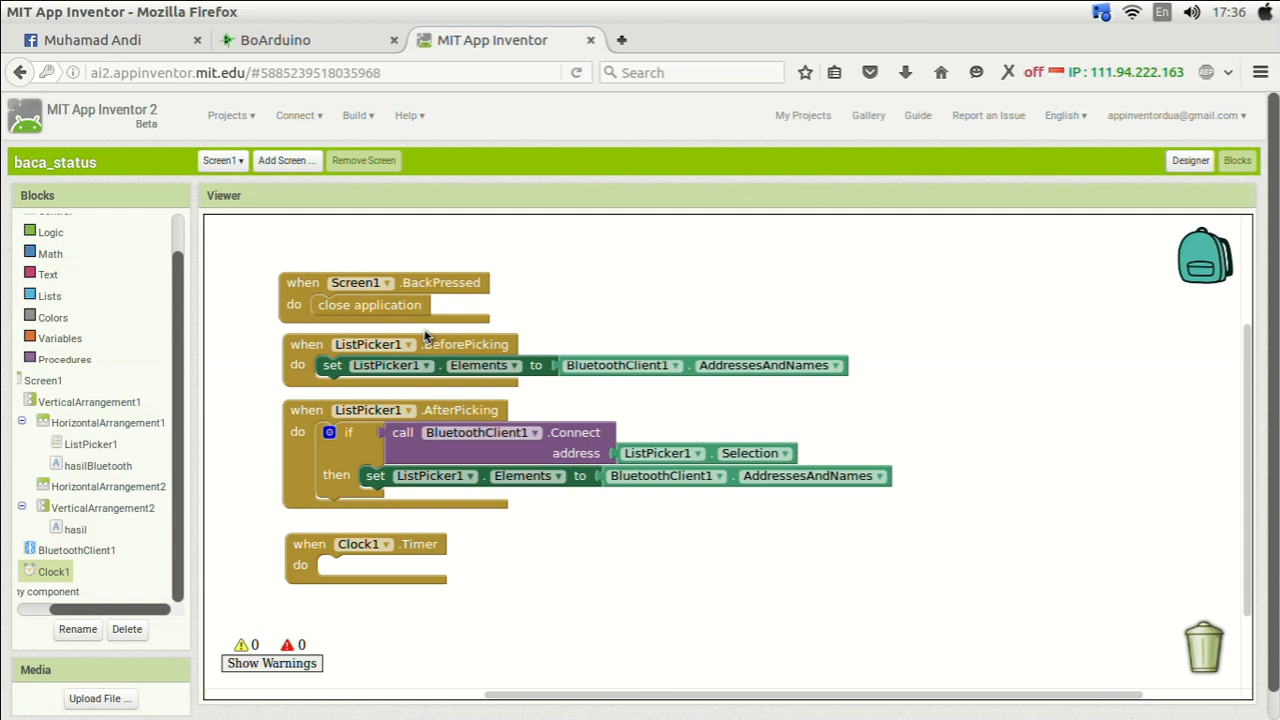 MIT App Inventor - Mozilla Firefox
En
17:36
Muhamad Andi ×
BoArduino ×
MIT App Inventor ×
ai2.appinventor.mit.edu/#5885239518035968
Search
off IP : 111.94.222.163
ABP
MIT App Inventor 2
Beta
Projects ▾ Connect ▾ Build ▾ Help ▾
My Projects Gallery Guide Report an Issue English ▾ appinventordua@gmail.com ▾
baca_status
Screen1 ▾ Add Screen ... Remove Screen
Designer Blocks
Blocks
Viewer
Logic
Math
Text
Lists
Colors
Variables
Procedures
Screen1
VerticalArrangement1
HorizontalArrangement1
ListPicker1
hasilBluetooth
HorizontalArrangement2
VerticalArrangement2
hasil
BluetoothClient1
Clock1
ny component
Rename Delete
Media
Upload File ...
when Screen1 ▾ .BackPressed
do close application
when ListPicker1 ▾ .BeforePicking
do set ListPicker1 ▾ . Elements ▾ to BluetoothClient1 ▾ . AddressesAndNames ▾
when ListPicker1 ▾ .AfterPicking
do if call BluetoothClient1 ▾ .Connect
address ListPicker1 ▾ . Selection ▾
then set ListPicker1 ▾ . Elements ▾ to BluetoothClient1 ▾ . AddressesAndNames ▾
when Clock1 ▾ .Timer
do
0 0
Show Warnings